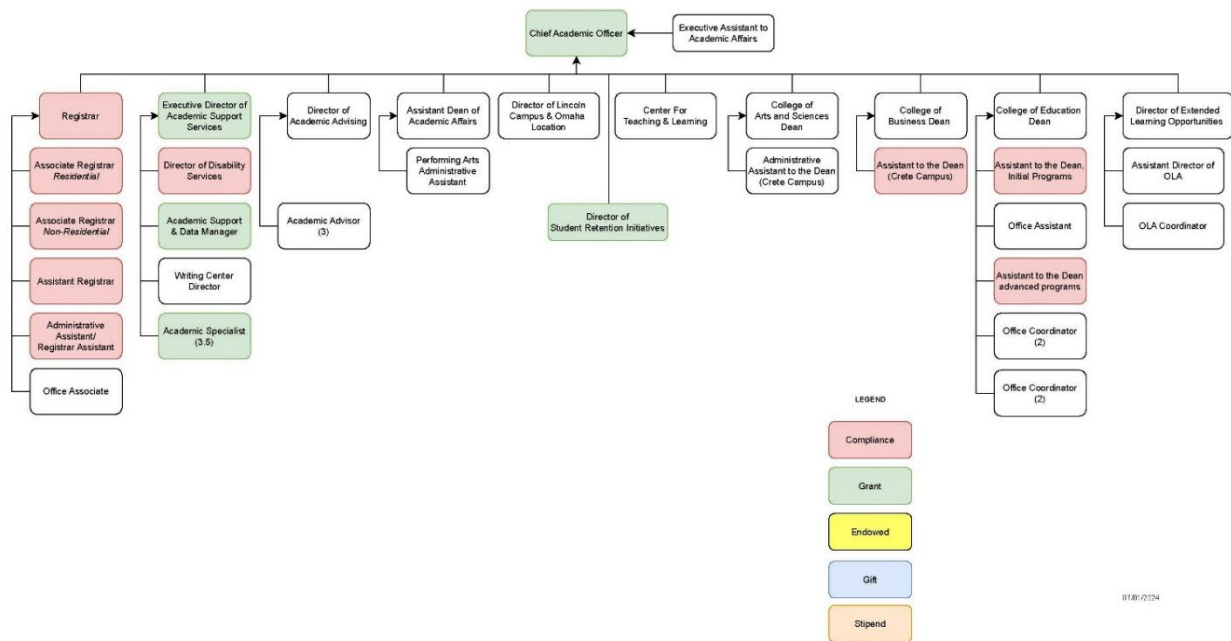 Chief Academic Officer
Executive Assistant to
Academic Affairs
Registrar
Executive Director of
Academic Support
Services
Director of
Academic Advising
Assistant Dean of
Academic Affairs
Director of Lincoln
Campus & Omaha
Location
Center For
Teaching & Learning
College of
Arts and Sciences
Dean
College of
Business Dean
College of Education
Dean
Director of Extended
Learning Opportunities
Associate Registrar
Residential
Director of Disability
Services
Performing Arts
Administrative
Assistant
Administrative
Assistant to the Dean
(Crete Campus)
Assistant to the Dean
(Crete Campus)
Assistant to the Dean,
Initial Programs
Assistant Director of
OLA
Associate Registrar
Non-Residential
Academic Support
& Data Manager
Academic Advisor
(3)
Director of
Student Retention Initiatives
Office Assistant
OLA Coordinator
Assistant Registrar
Writing Center
Director
Assistant to the Dean
advanced programs
Administrative
Assistant/
Registrar Assistant
Academic Specialist
(3.5)
Office Coordinator
(2)
Office Associate
Office Coordinator
(2)
LEGEND
Compliance
Grant
Endowed
Gift
Stipend
07/01/2024